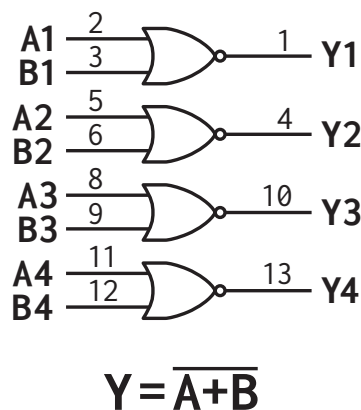 A1 2 1 Y1
B1 3
A2 5 4 Y2
B2 6
A3 8 10 Y3
B3 9
A4 11 13 Y4
B4 12
Y = A+B